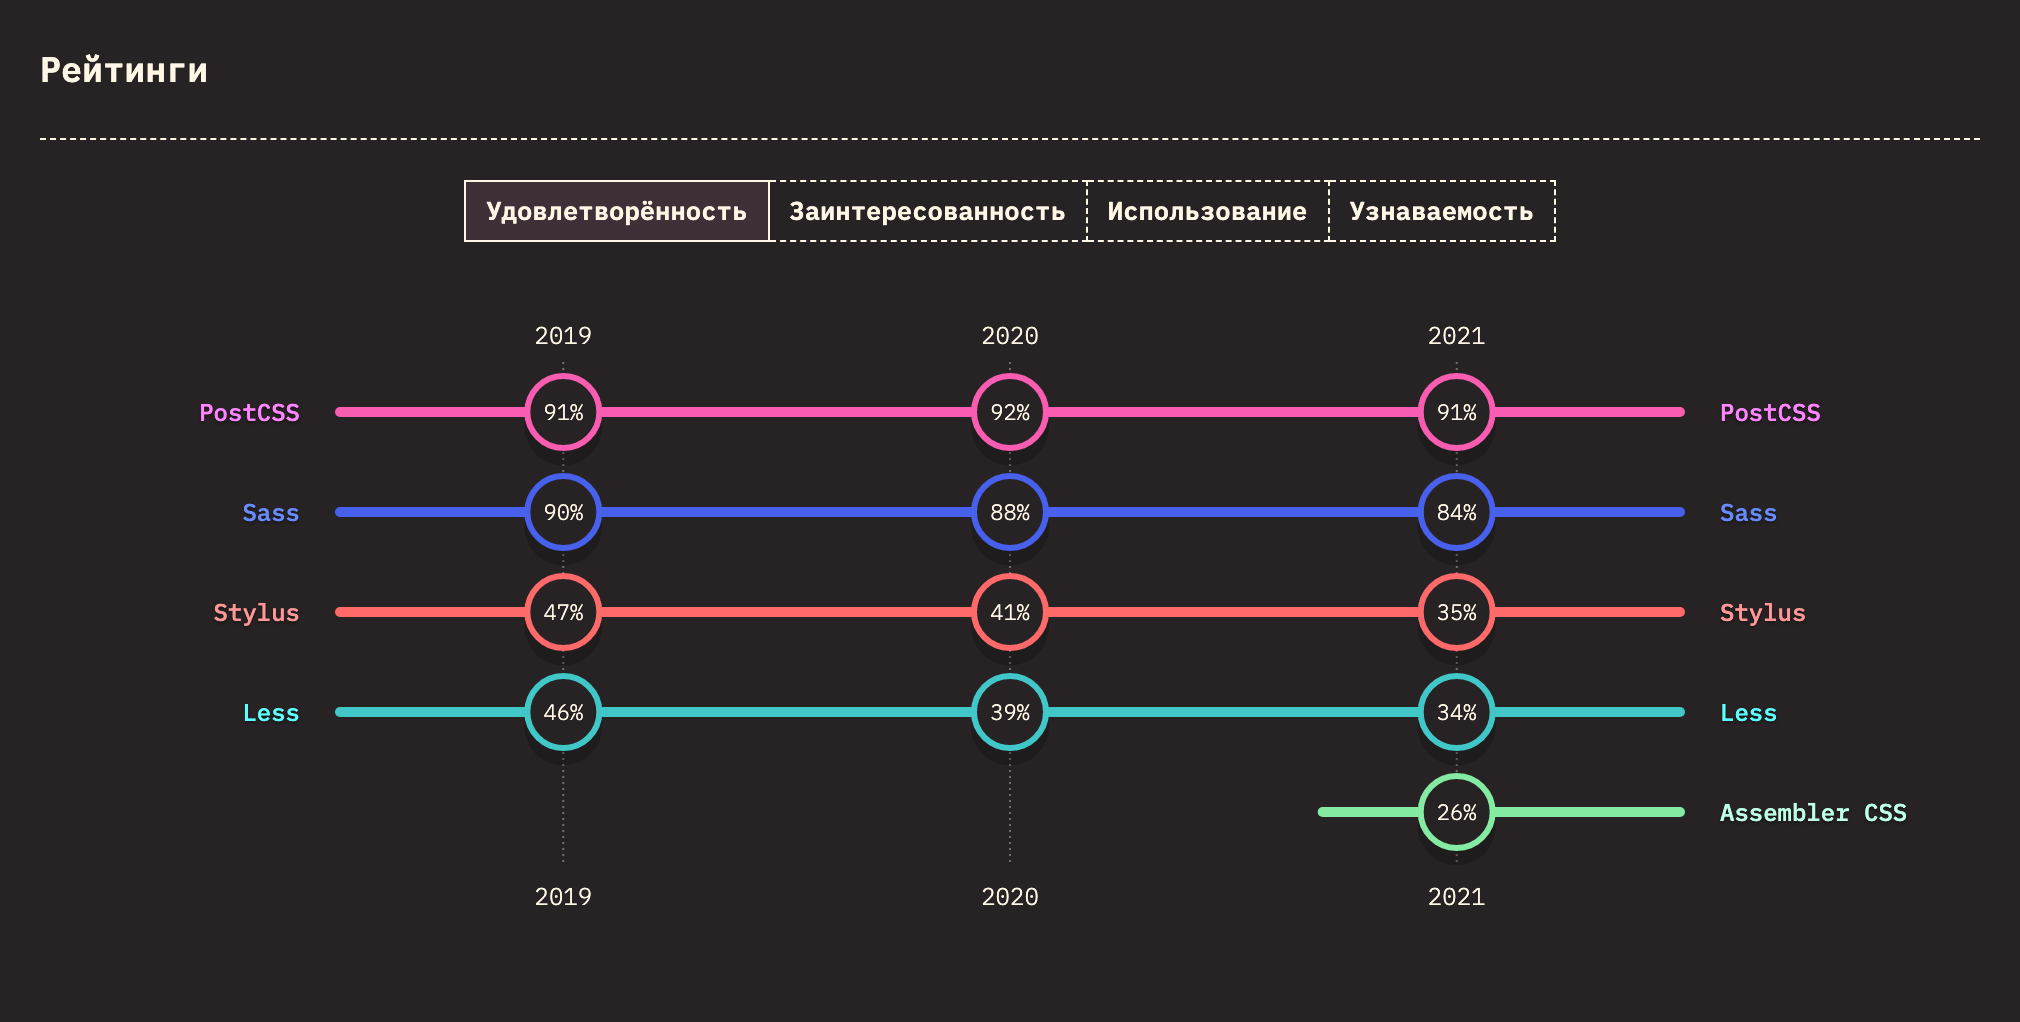 Рейтинги
Удовлетворённость Заинтересованность Использование Узнаваемость
2019 2020 2021
PostCSS 91% 92% 91% PostCSS
Sass 90% 88% 84% Sass
Stylus 47% 41% 35% Stylus
Less 46% 39% 34% Less
26% Assembler CSS
2019 2020 2021